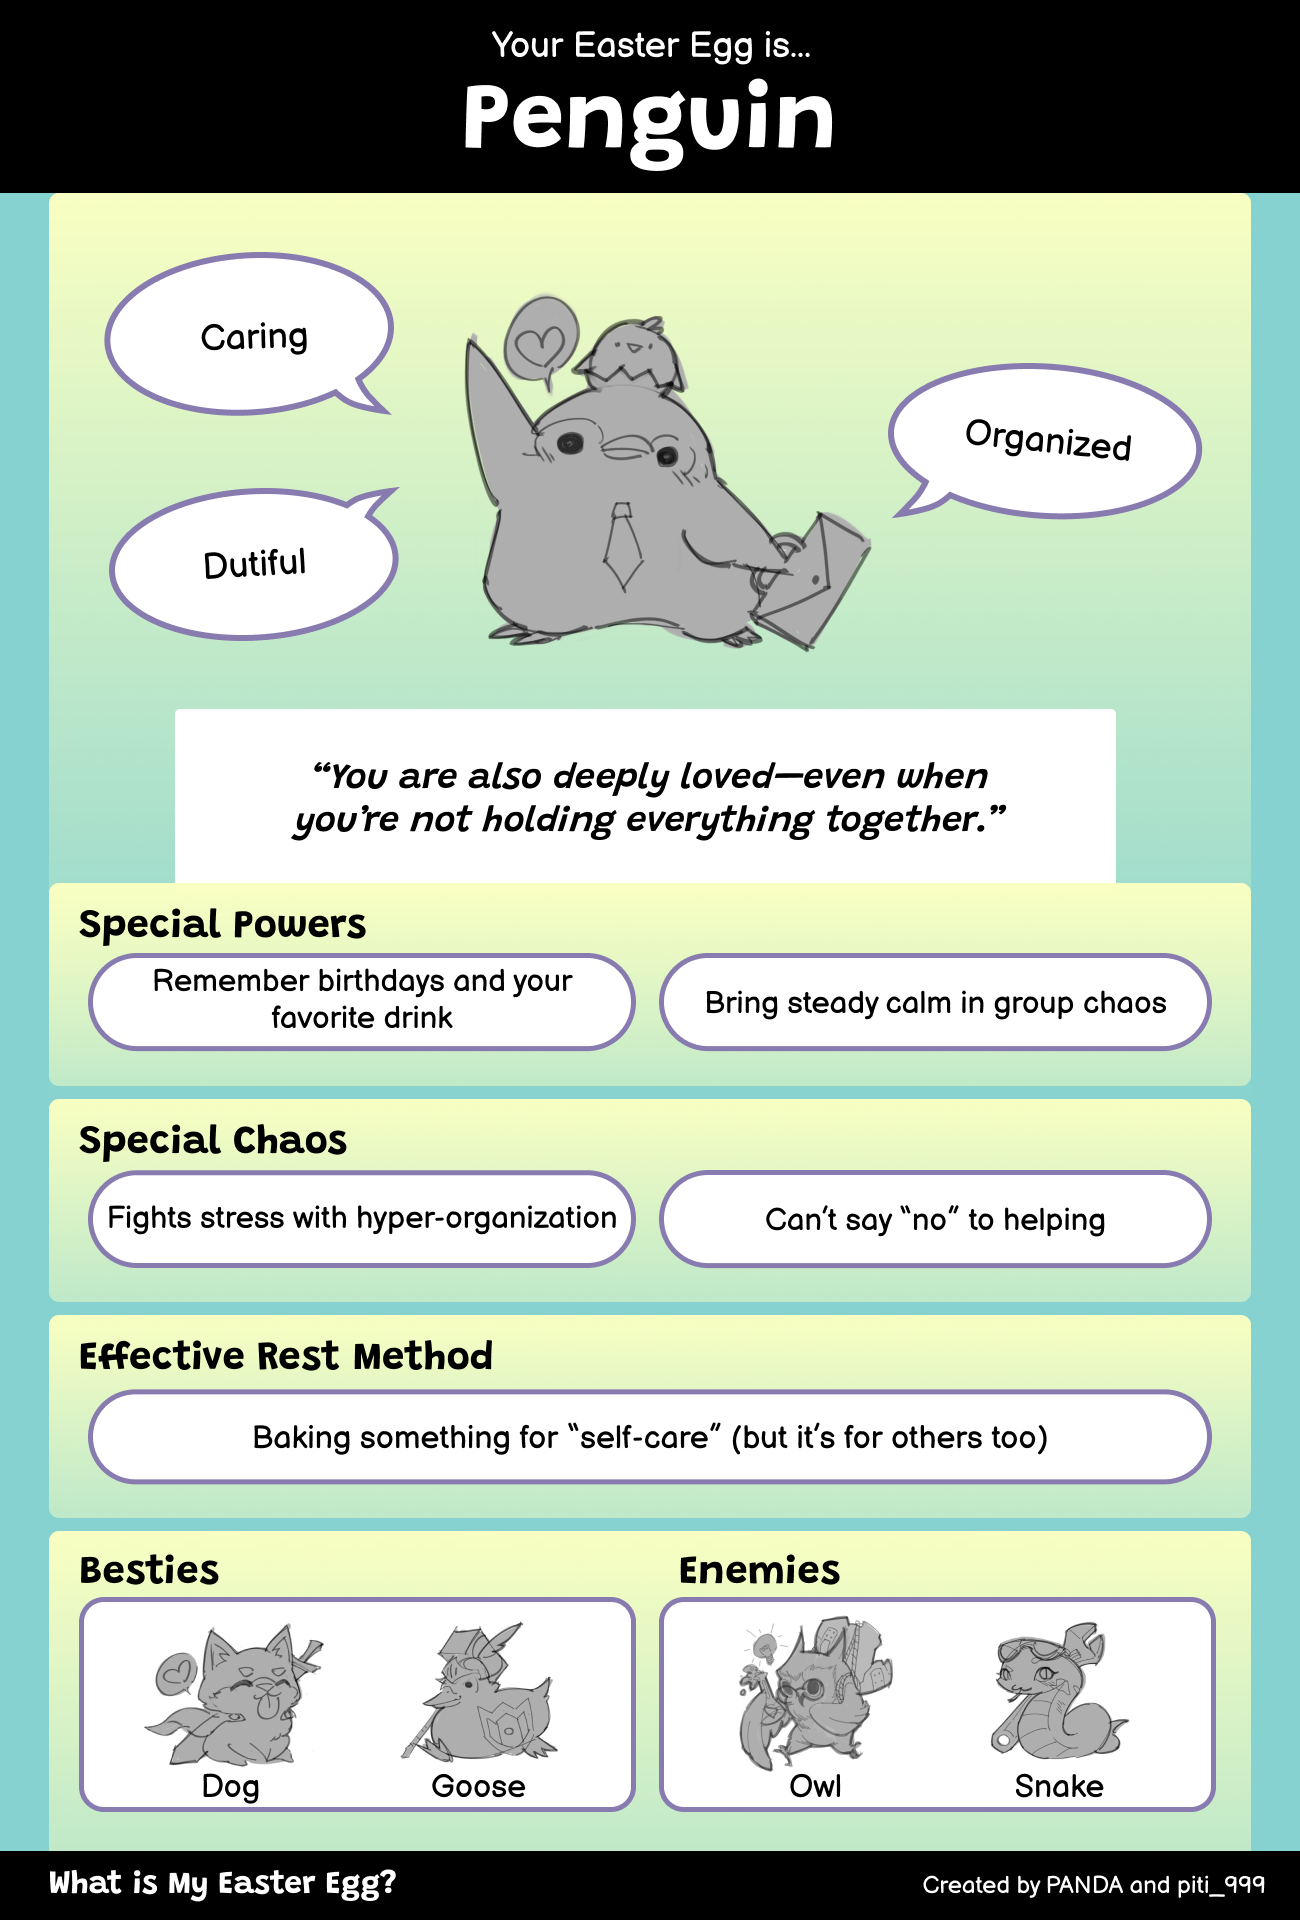 Your Easter Egg is...
Penguin
Caring
Organized
Dutiful
“You are also deeply loved—even when
you’re not holding everything together.”
Special Powers
Remember birthdays and your
favorite drink
Bring steady calm in group chaos
Special Chaos
Fights stress with hyper-organization
Can’t say “no” to helping
Effective Rest Method
Baking something for “self-care” (but it’s for others too)
Besties
Enemies
Dog
Goose
Owl
Snake
What is My Easter Egg?
Created by PANDA and piti_999